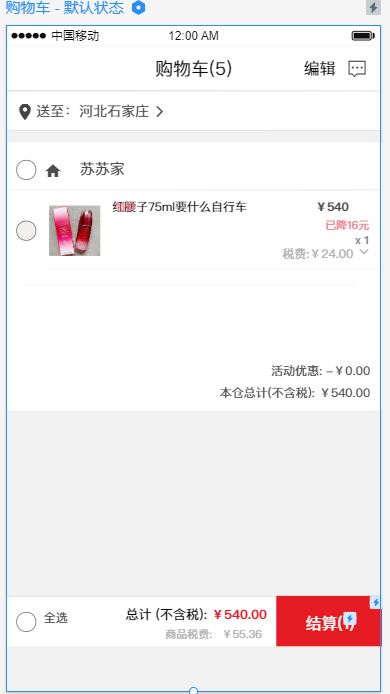 购物车 - 默认状态
中国移动 12:00 AM
购物车(5) 编辑
送至: 河北石家庄
苏苏家
红腰子75ml要什么自行车 ¥540
已降16元
x 1
税费:¥24.00
活动优惠: -¥0.00
本仓总计(不含税): ¥540.00
全选 总计 (不含税): ¥540.00 结算(1)
商品税费: ¥55.36